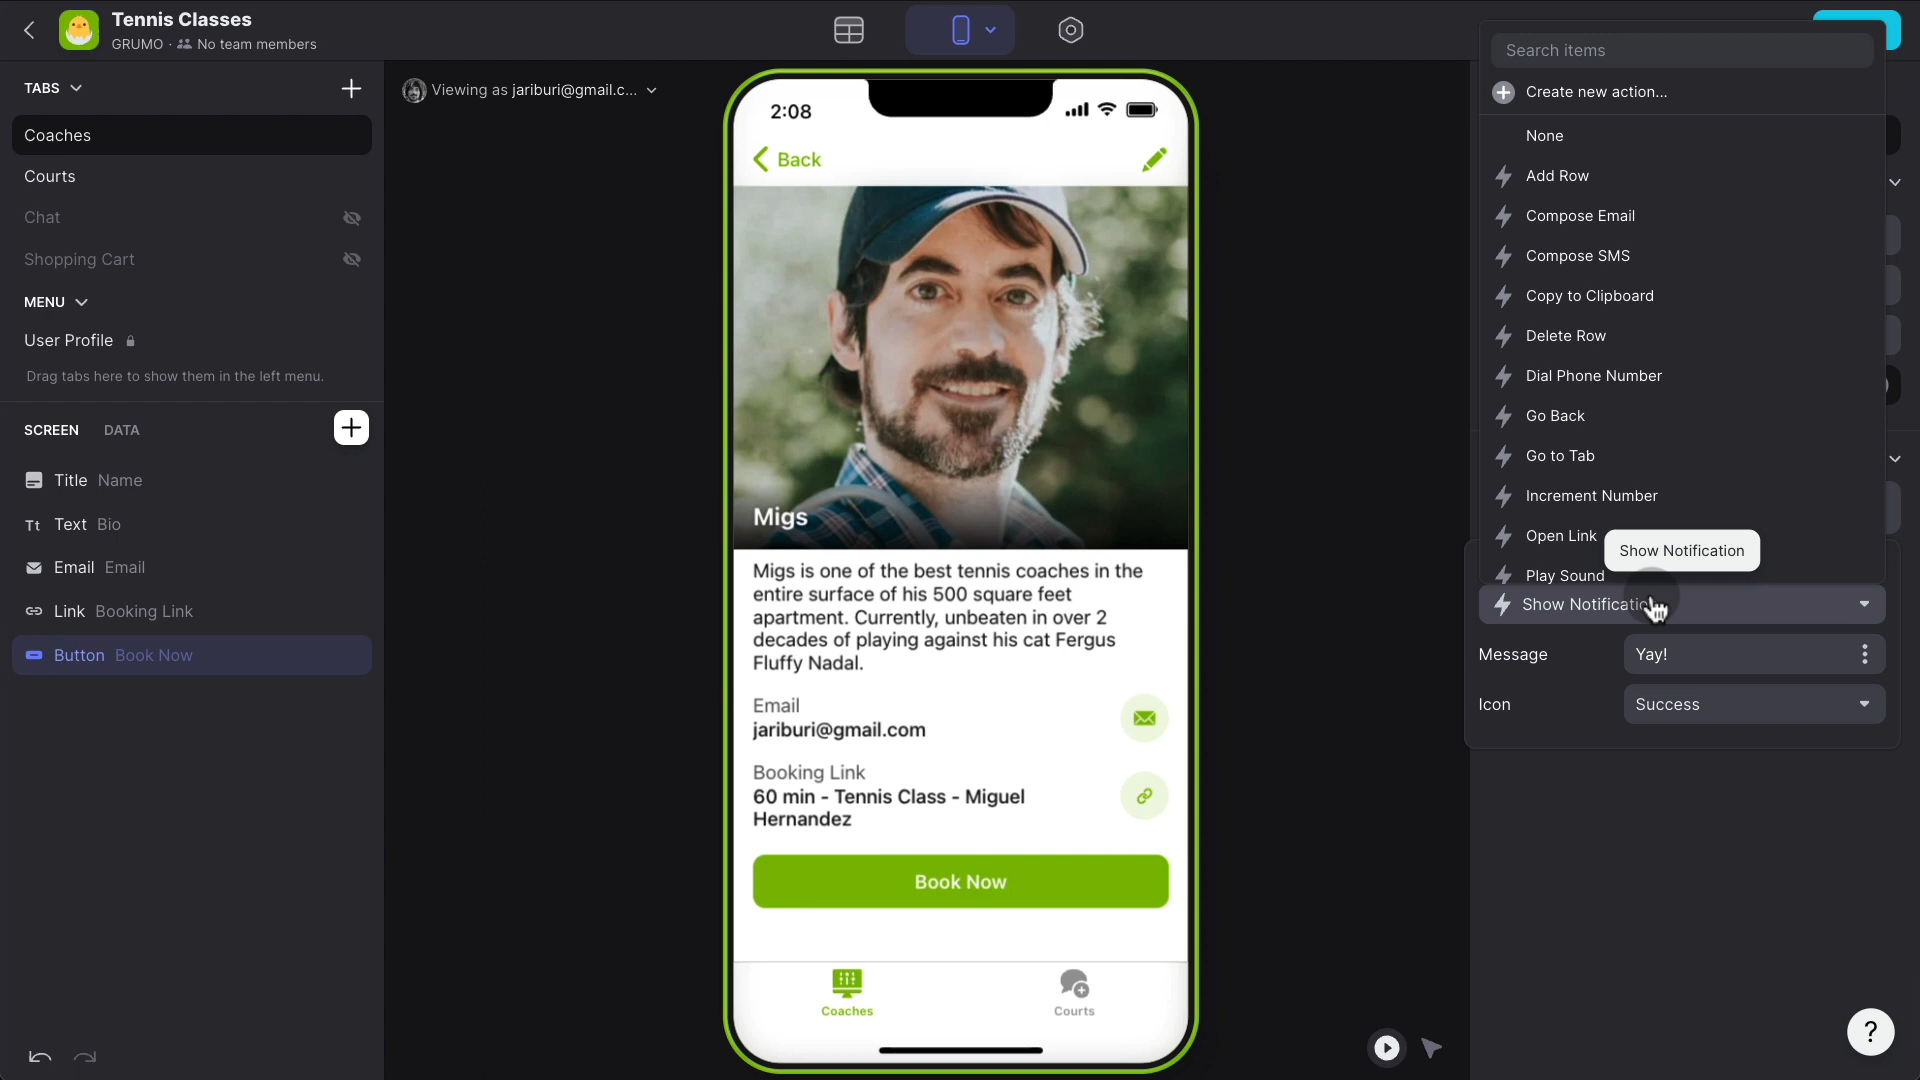 Tennis Classes
GRUMO · No team members
TABS
Coaches
Courts
Chat
Shopping Cart
MENU
User Profile
Drag tabs here to show them in the left menu.
SCREEN DATA
Title Name
Tt Text Bio
Email Email
Link Booking Link
Button Book Now
Viewing as jariburi@gmail.c...
2:08
Back
Migs
Migs is one of the best tennis coaches in the
entire surface of his 500 square feet
apartment. Currently, unbeaten in over 2
decades of playing against his cat Fergus
Fluffy Nadal.
Email
jariburi@gmail.com
Booking Link
60 min - Tennis Class - Miguel
Hernandez
Book Now
Coaches
Courts
Search items
Create new action...
None
Add Row
Compose Email
Compose SMS
Copy to Clipboard
Delete Row
Dial Phone Number
Go Back
Go to Tab
Increment Number
Open Link
Show Notification
Play Sound
Show Notificatio
Message Yay!
Icon Success
?